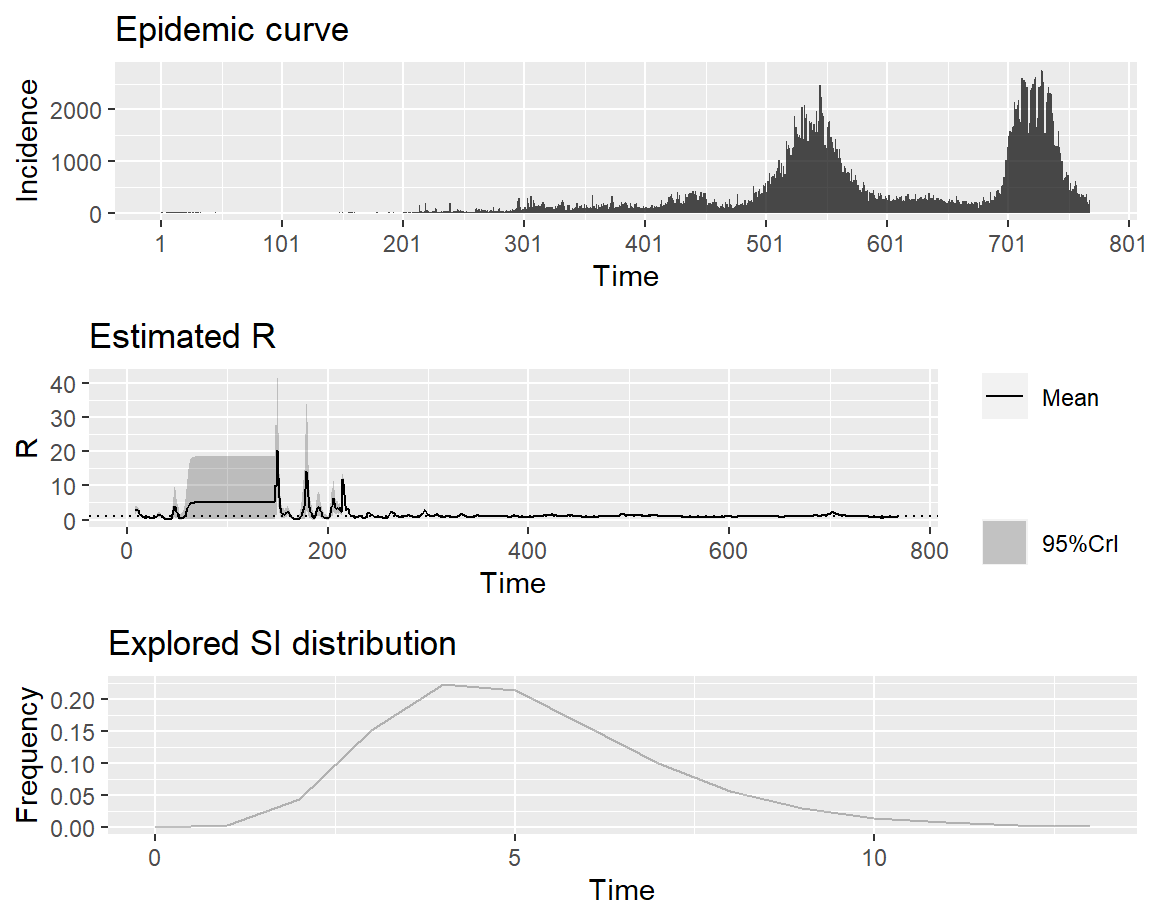 Epidemic curve
Incidence
2000
1000
0
1 101 201 301 401 501 601 701 801
Time
Estimated R
R
40
30
20
10
0
0 200 400 600 800
Time
Mean
95%CrI
Explored SI distribution
Frequency
0.20
0.15
0.10
0.05
0.00
0 5 10
Time